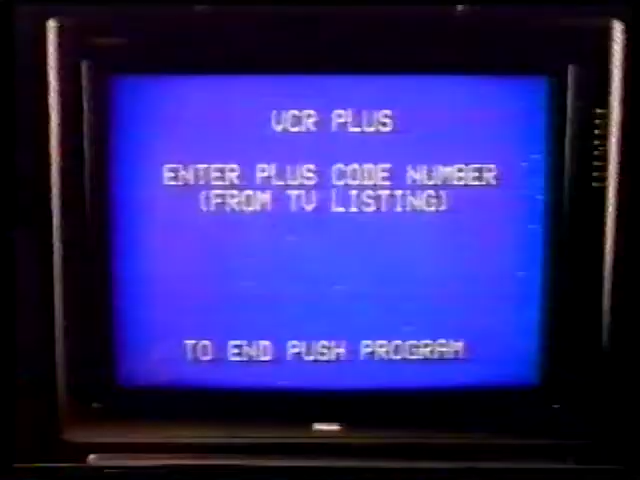 VCR PLUS
ENTER PLUS CODE NUMBER
(FROM TV LISTING)
TO END PUSH PROGRAM